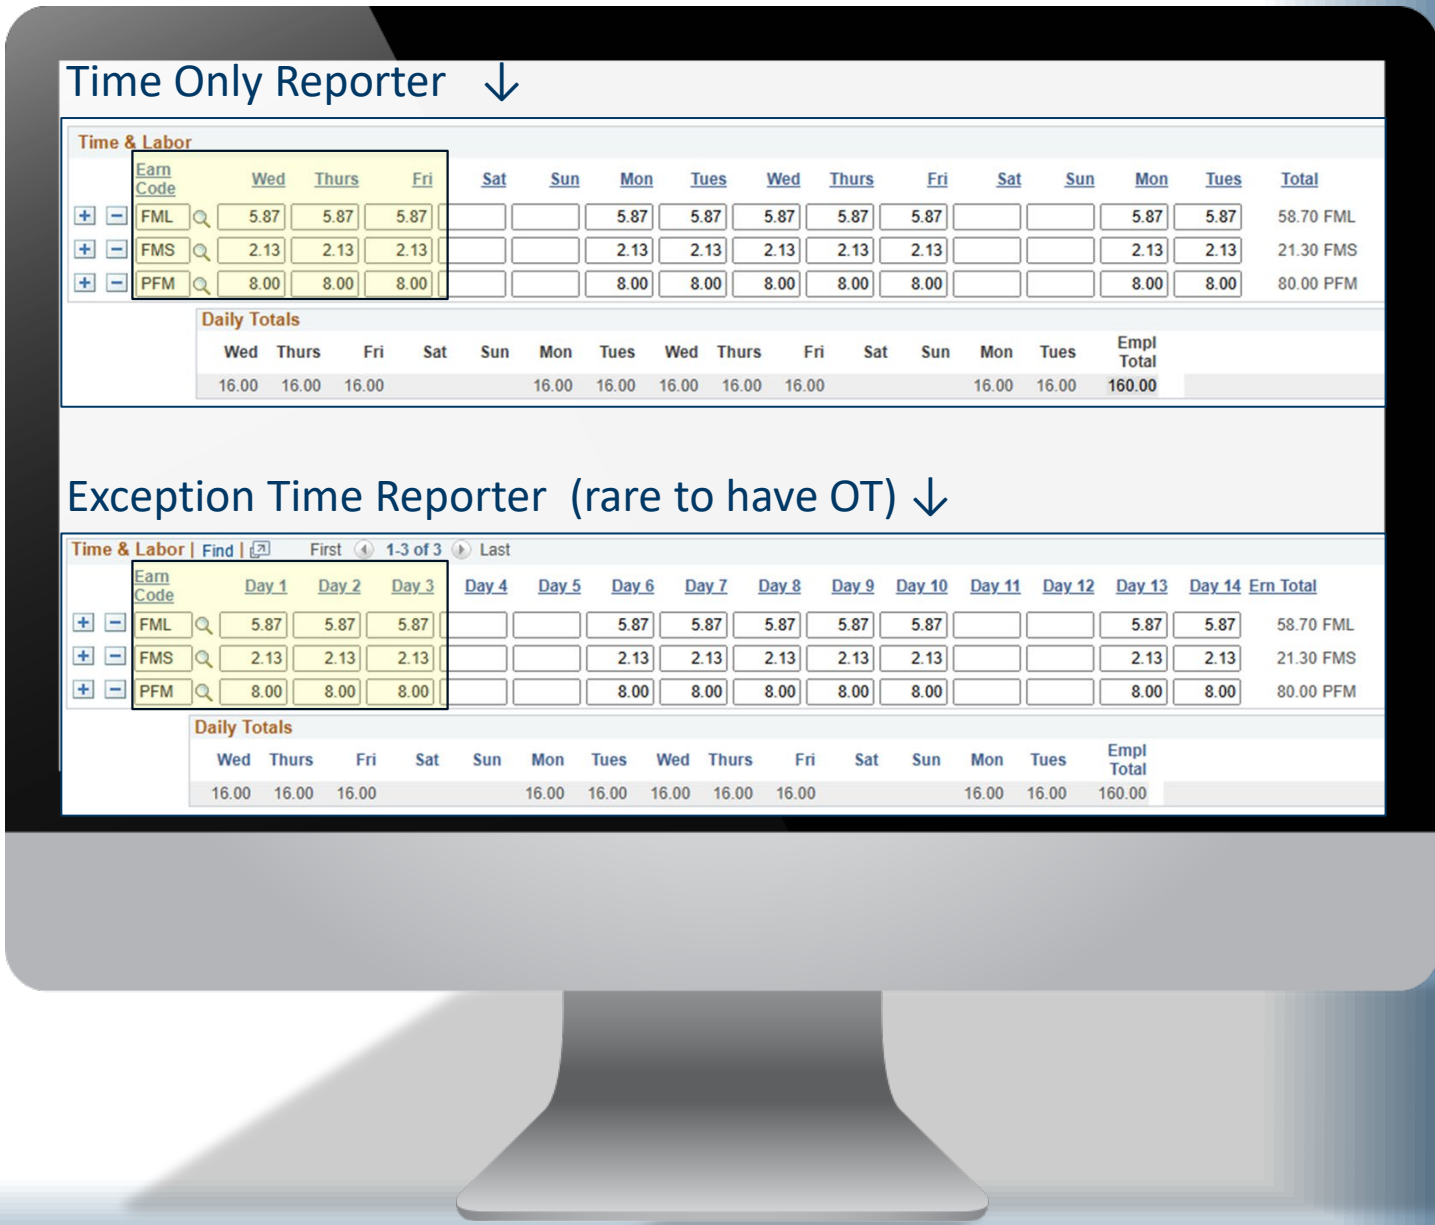 Time Only Reporter ↓
Time & Labor
Earn Code Wed Thurs Fri Sat Sun Mon Tues Wed Thurs Fri Sat Sun Mon Tues Total
FML 5.87 5.87 5.87 5.87 5.87 5.87 5.87 5.87 5.87 5.87 58.70 FML
FMS 2.13 2.13 2.13 2.13 2.13 2.13 2.13 2.13 2.13 2.13 21.30 FMS
PFM 8.00 8.00 8.00 8.00 8.00 8.00 8.00 8.00 8.00 8.00 80.00 PFM
Daily Totals
Wed Thurs Fri Sat Sun Mon Tues Wed Thurs Fri Sat Sun Mon Tues Empl Total
16.00 16.00 16.00 16.00 16.00 16.00 16.00 16.00 16.00 16.00 160.00
Exception Time Reporter (rare to have OT) ↓
Time & Labor | Find | First 1-3 of 3 Last
Earn Code Day 1 Day 2 Day 3 Day 4 Day 5 Day 6 Day 7 Day 8 Day 9 Day 10 Day 11 Day 12 Day 13 Day 14 Ern Total
FML 5.87 5.87 5.87 5.87 5.87 5.87 5.87 5.87 5.87 5.87 58.70 FML
FMS 2.13 2.13 2.13 2.13 2.13 2.13 2.13 2.13 2.13 2.13 21.30 FMS
PFM 8.00 8.00 8.00 8.00 8.00 8.00 8.00 8.00 8.00 8.00 80.00 PFM
Daily Totals
Wed Thurs Fri Sat Sun Mon Tues Wed Thurs Fri Sat Sun Mon Tues Empl Total
16.00 16.00 16.00 16.00 16.00 16.00 16.00 16.00 16.00 16.00 160.00